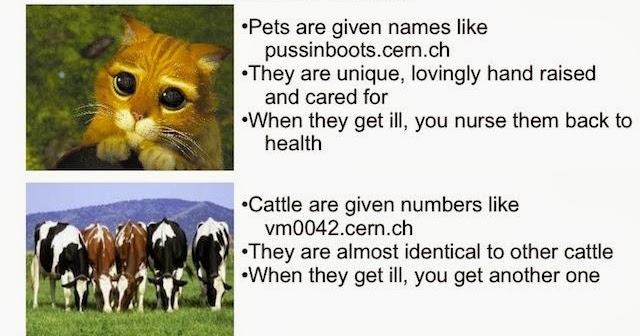 •Pets are given names like
pussinboots.cern.ch
•They are unique, lovingly hand raised
and cared for
•When they get ill, you nurse them back to
health
•Cattle are given numbers like
vm0042.cern.ch
•They are almost identical to other cattle
•When they get ill, you get another one